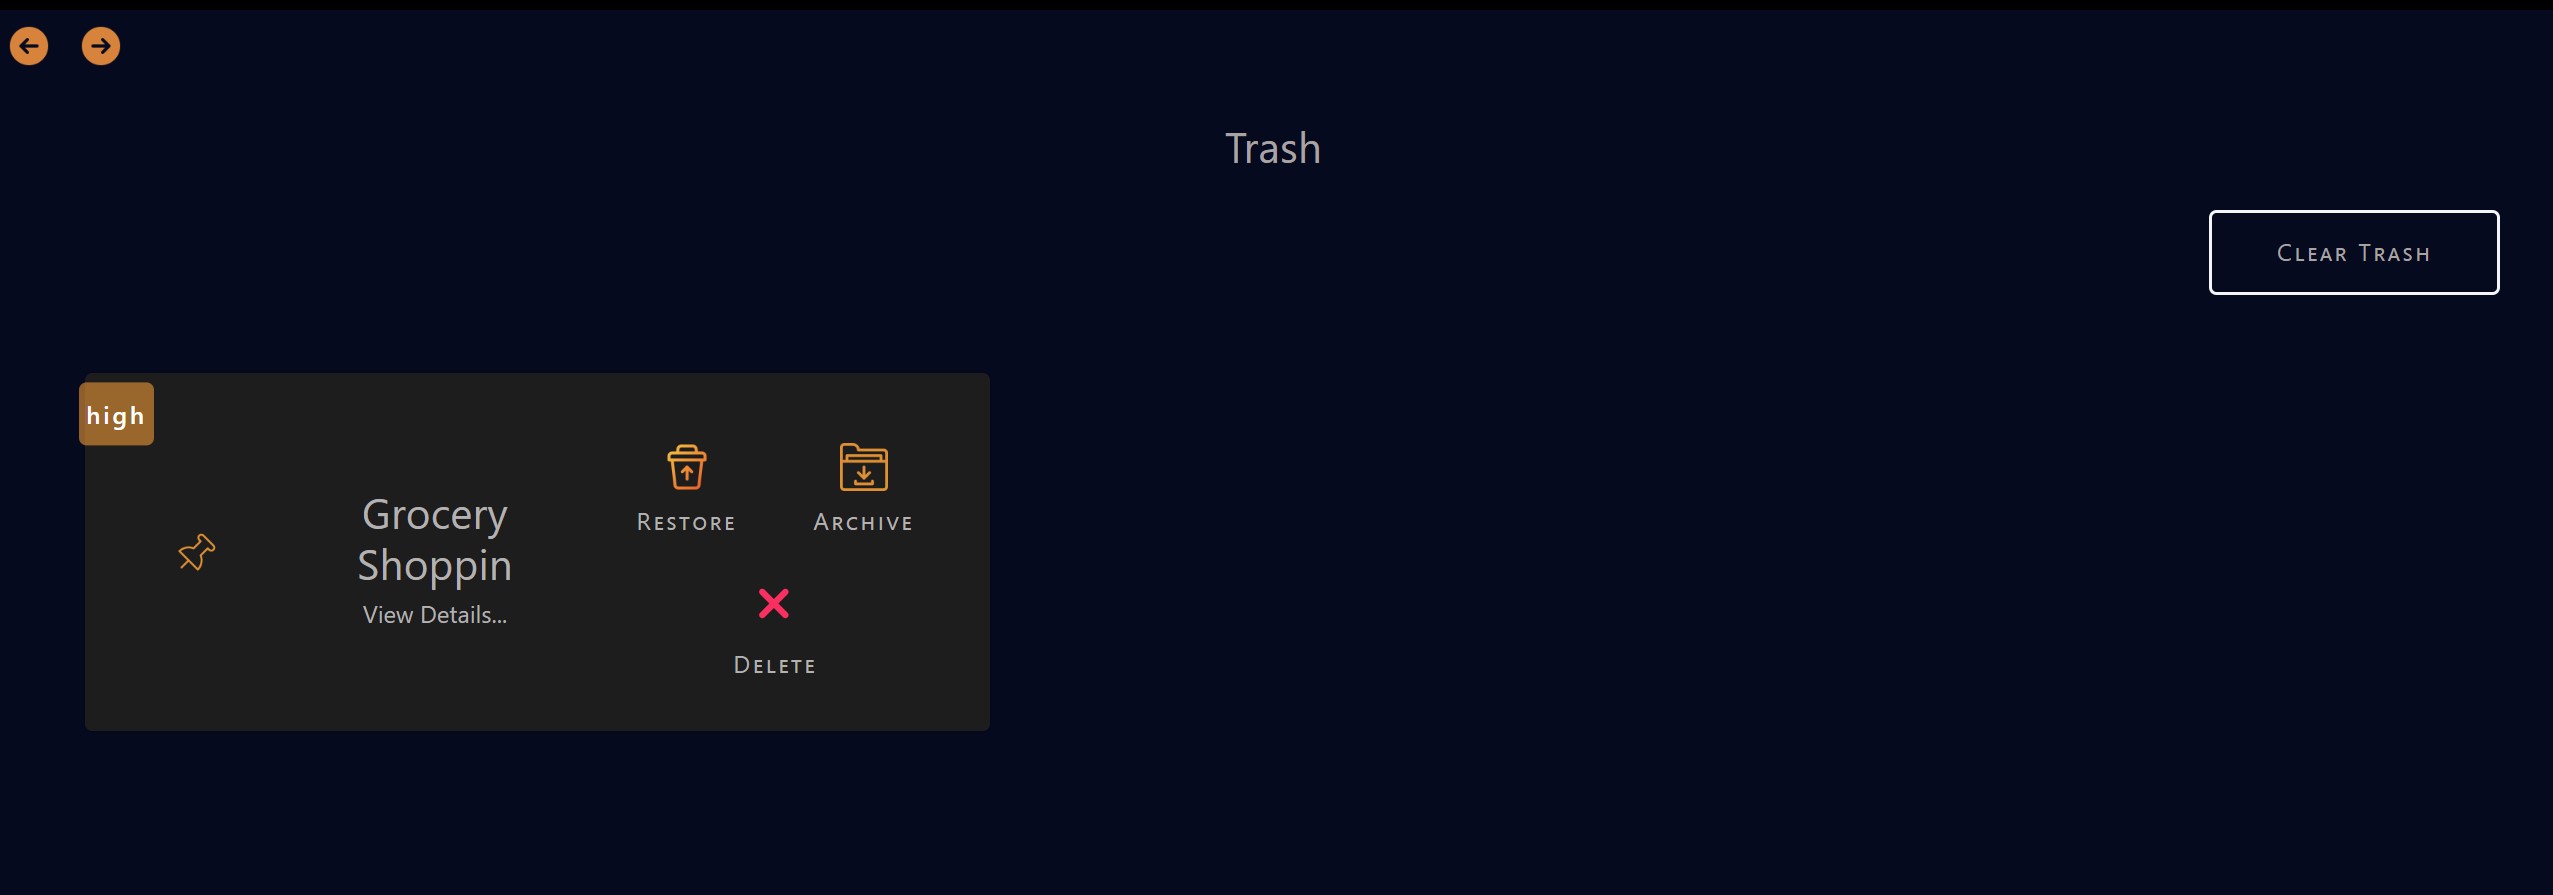 Trash
Clear Trash
high
Grocery
Shoppin
View Details...
Restore
Archive
Delete